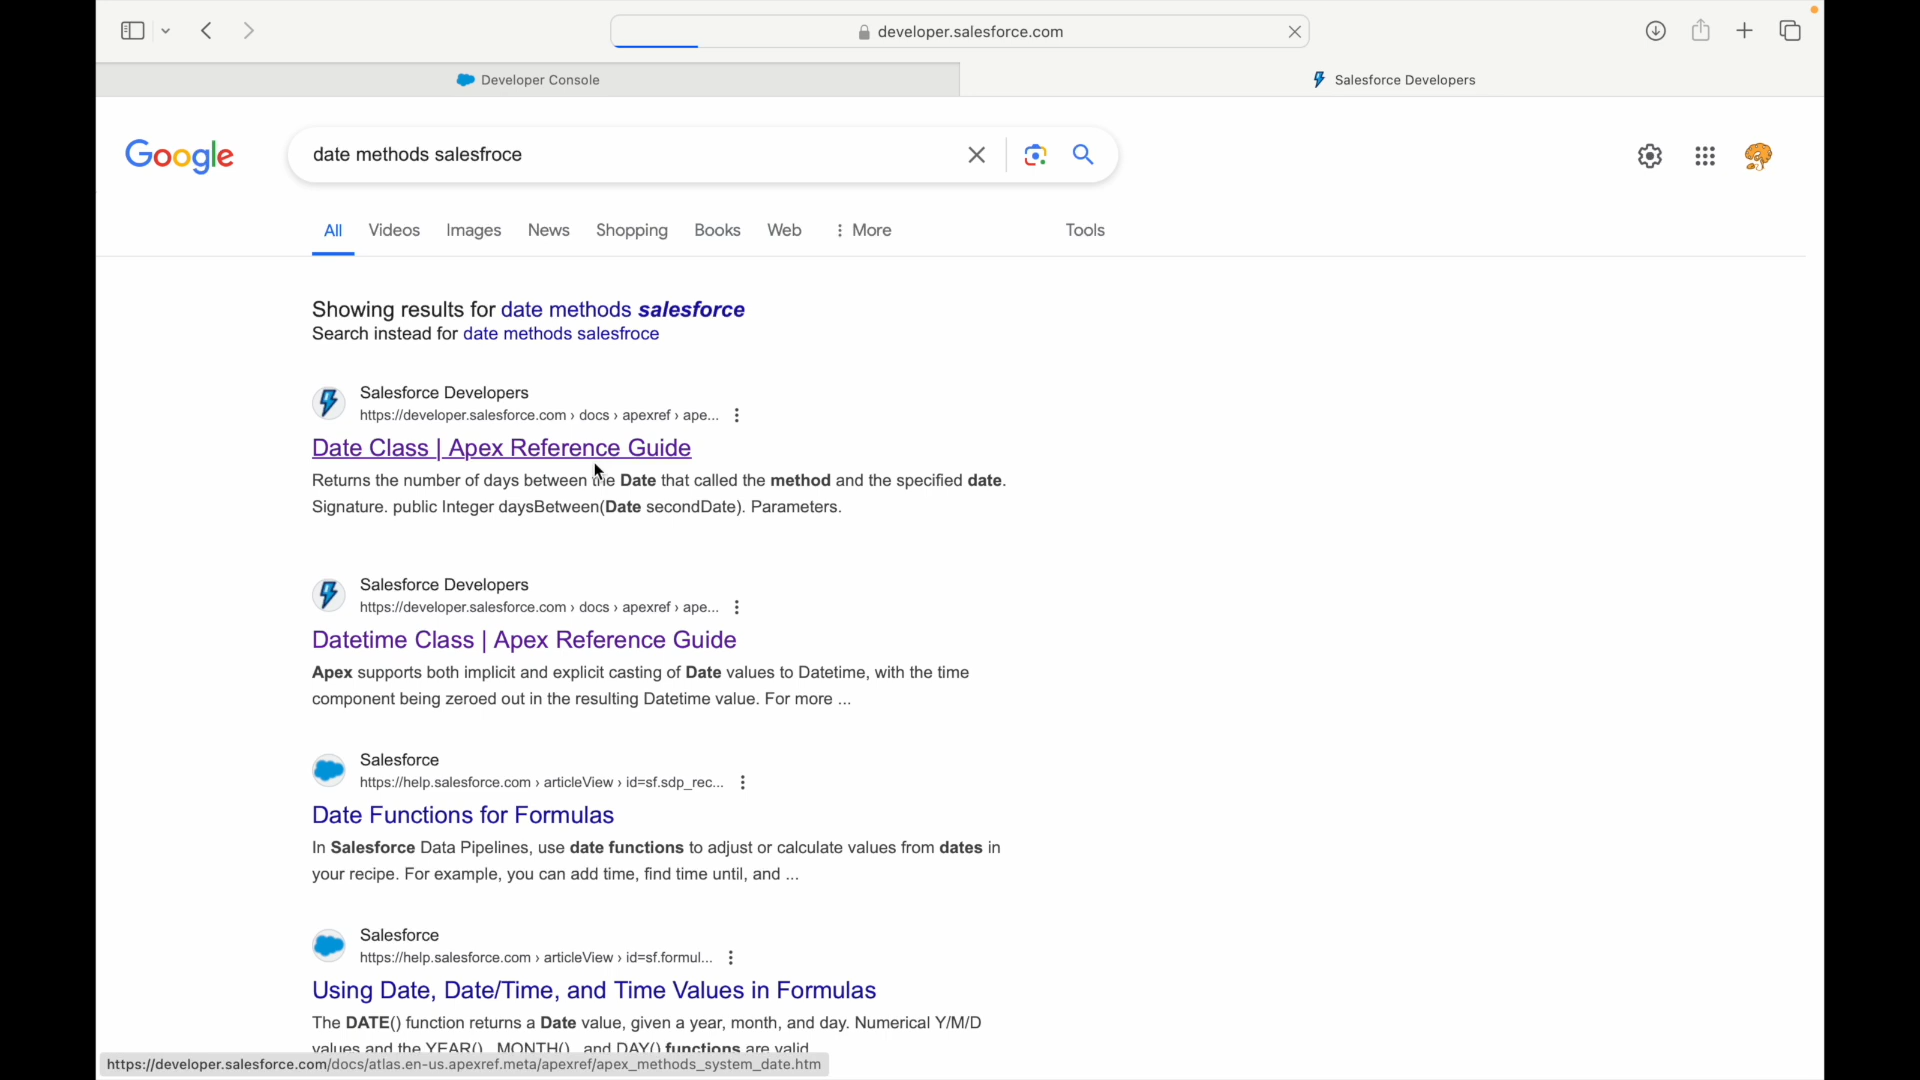 developer.salesforce.com
Developer Console
Salesforce Developers
Google
date methods salesfroce
All
Videos
Images
News
Shopping
Books
Web
More
Tools
Showing results for date methods salesforce
Search instead for date methods salesfroce
Salesforce Developers
https://developer.salesforce.com › docs › apexref › ape...
Date Class | Apex Reference Guide
Returns the number of days between the Date that called the method and the specified date.
Signature. public Integer daysBetween(Date secondDate). Parameters.
Salesforce Developers
https://developer.salesforce.com › docs › apexref › ape...
Datetime Class | Apex Reference Guide
Apex supports both implicit and explicit casting of Date values to Datetime, with the time
component being zeroed out in the resulting Datetime value. For more ...
Salesforce
https://help.salesforce.com › articleView › id=sf.sdp_rec...
Date Functions for Formulas
In Salesforce Data Pipelines, use date functions to adjust or calculate values from dates in
your recipe. For example, you can add time, find time until, and ...
Salesforce
https://help.salesforce.com › articleView › id=sf.formul...
Using Date, Date/Time, and Time Values in Formulas
The DATE() function returns a Date value, given a year, month, and day. Numerical Y/M/D
values and the YEAR(), MONTH(), and DAY() functions are valid
https://developer.salesforce.com/docs/atlas.en-us.apexref.meta/apexref/apex_methods_system_date.htm